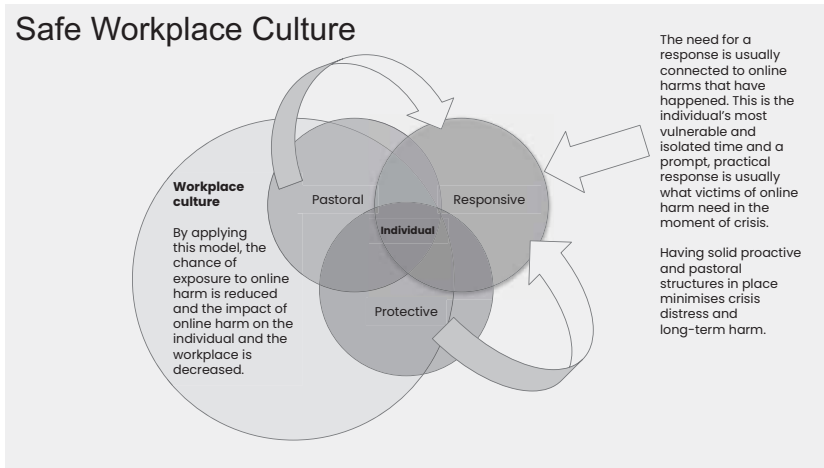 Safe Workplace Culture
Workplace
culture
By applying
this model, the
chance of
exposure to online
harm is reduced
and the impact of
online harm on the
individual and the
workplace is
decreased.
Pastoral
Responsive
Individual
Protective
The need for a
response is usually
connected to online
harms that have
happened. This is the
individual's most
vulnerable and
isolated time and a
prompt, practical
response is usually
what victims of online
harm need in the
moment of crisis.
Having solid proactive
and pastoral
structures in place
minimises crisis
distress and
long-term harm.